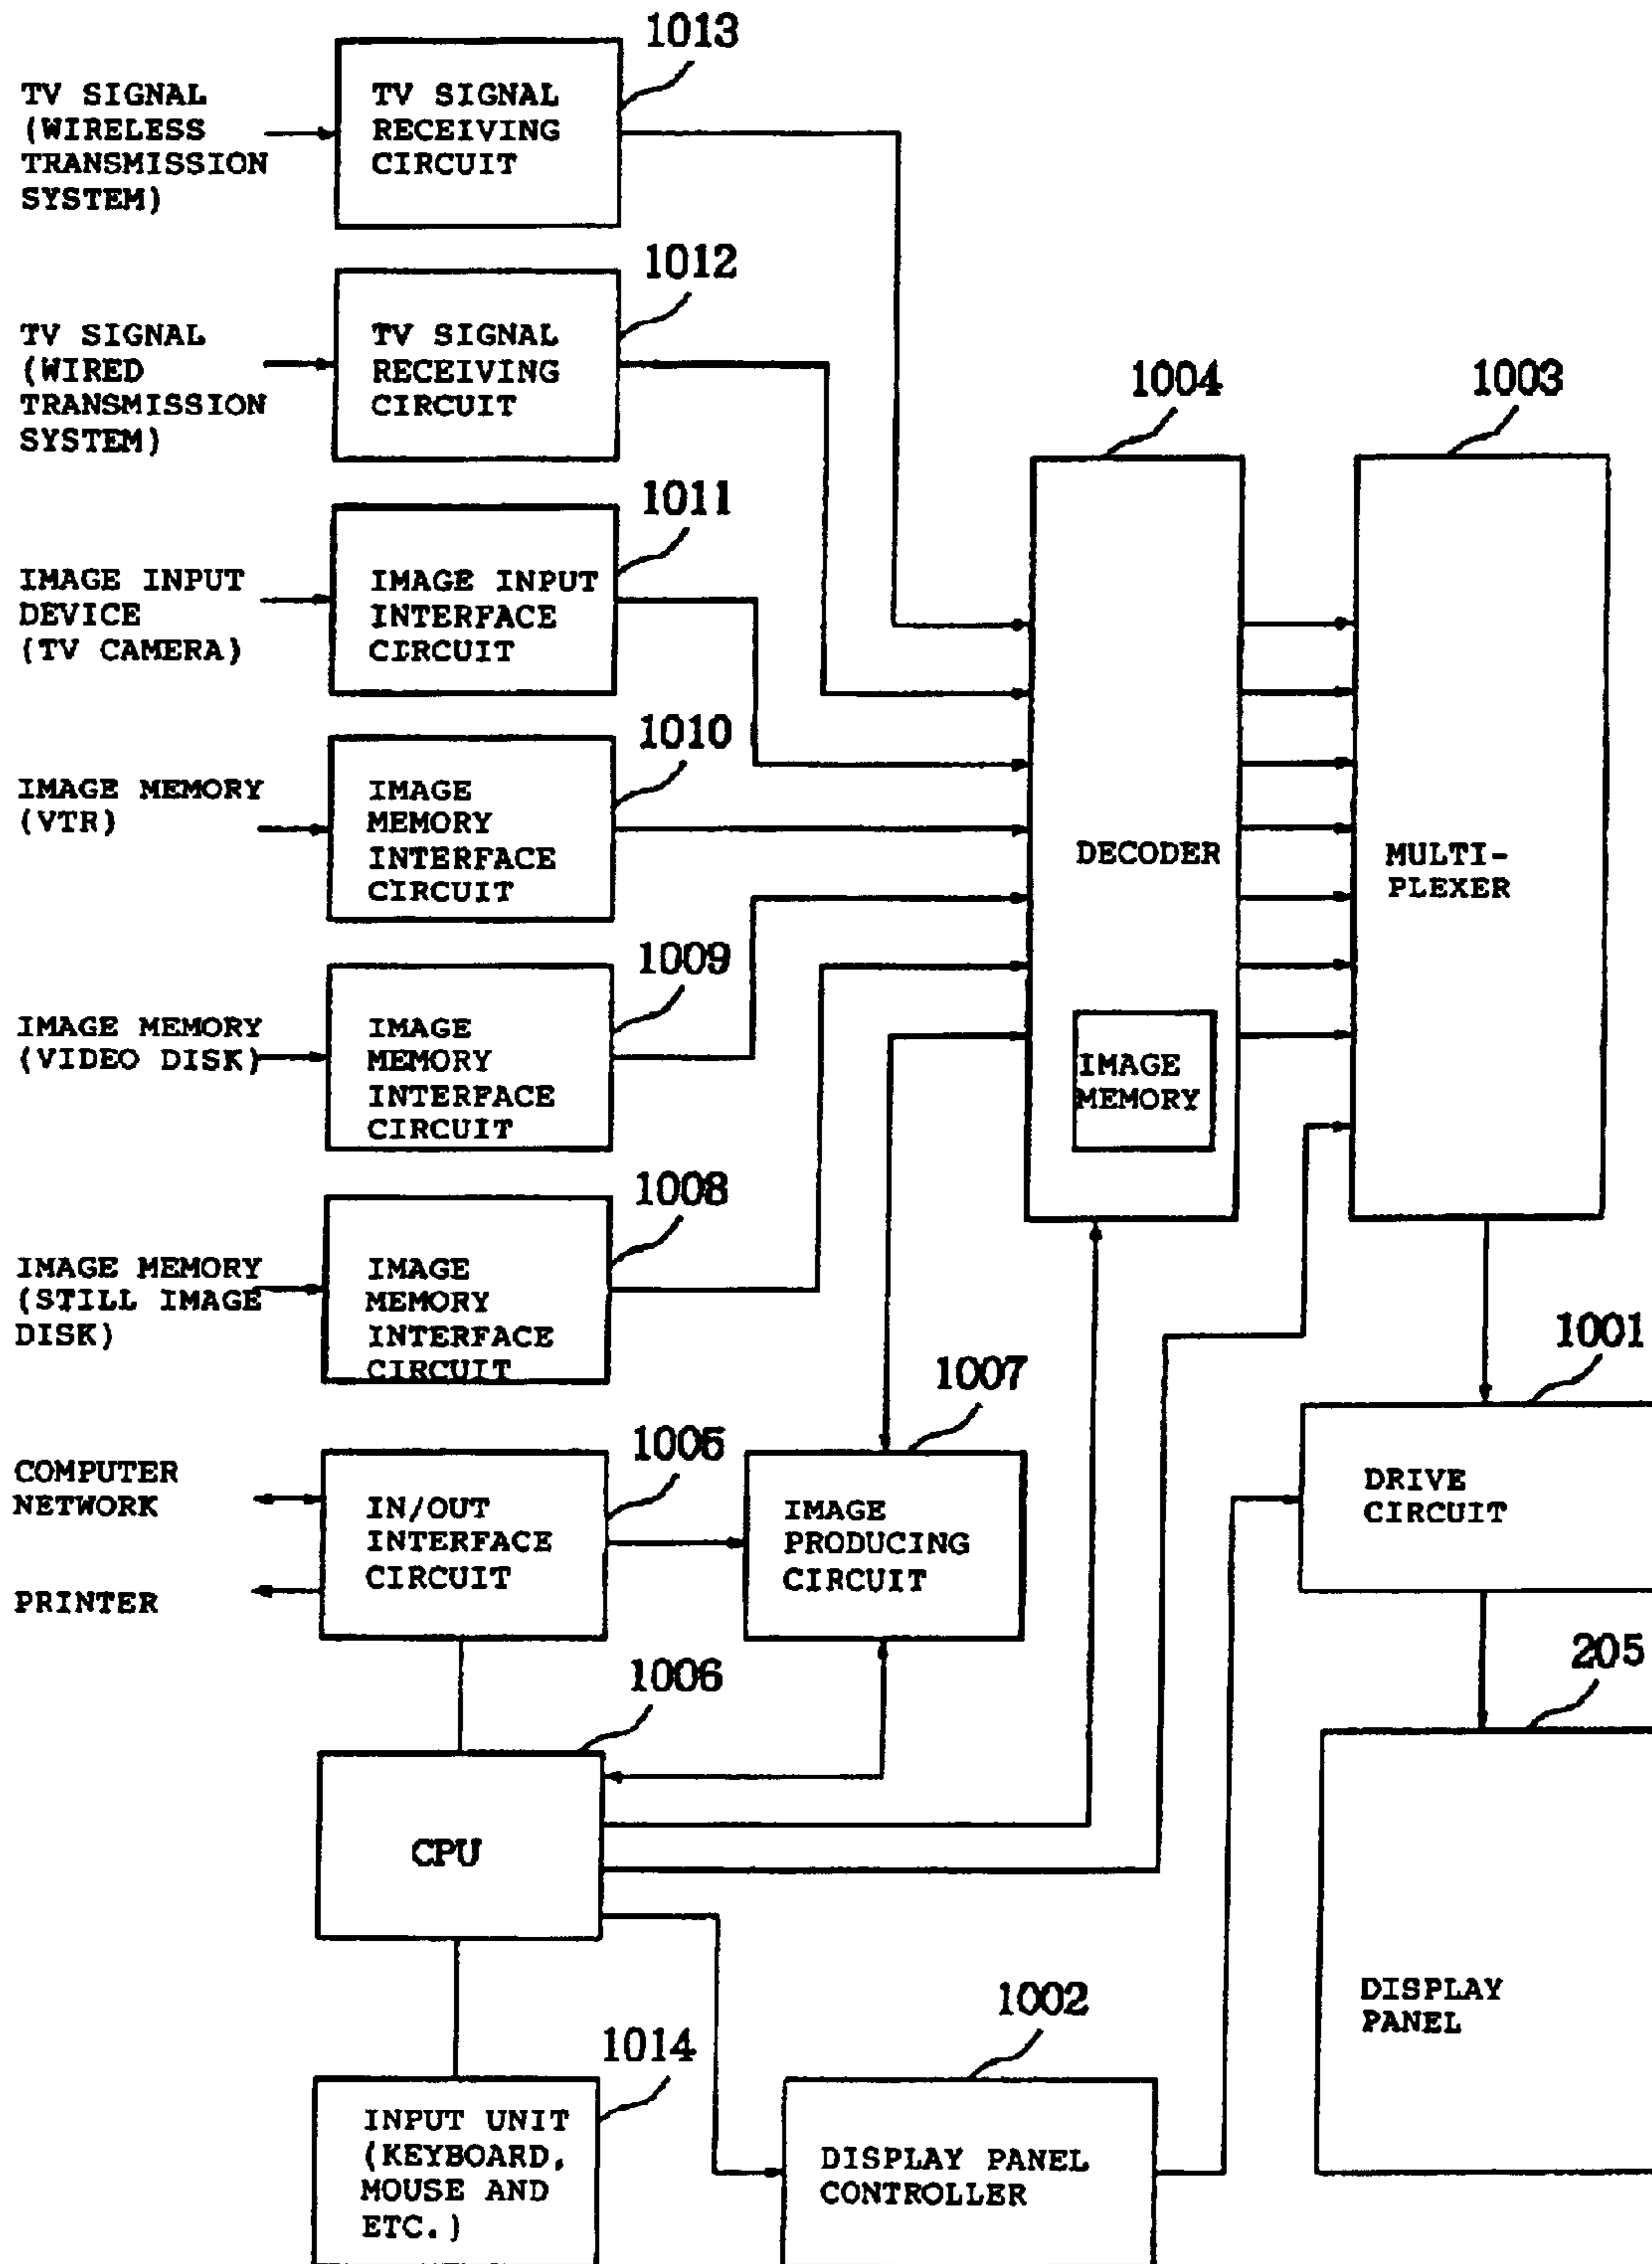 1013
TV SIGNAL
(WIRELESS
TRANSMISSION
SYSTEM)
TV SIGNAL
RECEIVING
CIRCUIT
1012
TV SIGNAL
(WIRED
TRANSMISSION
SYSTEM)
TV SIGNAL
RECEIVING
CIRCUIT
1004
1003
1011
IMAGE INPUT
DEVICE
(TV CAMERA)
IMAGE INPUT
INTERFACE
CIRCUIT
1010
IMAGE MEMORY
(VTR)
IMAGE
MEMORY
INTERFACE
CIRCUIT
DECODER
MULTI-
PLEXER
1009
IMAGE MEMORY
(VIDEO DISK)
IMAGE
MEMORY
INTERFACE
CIRCUIT
IMAGE
MEMORY
1008
IMAGE MEMORY
(STILL IMAGE
DISK)
IMAGE
MEMORY
INTERFACE
CIRCUIT
1007
1001
1005
COMPUTER
NETWORK
PRINTER
IN/OUT
INTERFACE
CIRCUIT
IMAGE
PRODUCING
CIRCUIT
DRIVE
CIRCUIT
1006
205
CPU
DISPLAY
PANEL
1002
1014
INPUT UNIT
(KEYBOARD,
MOUSE AND
ETC.)
DISPLAY PANEL
CONTROLLER